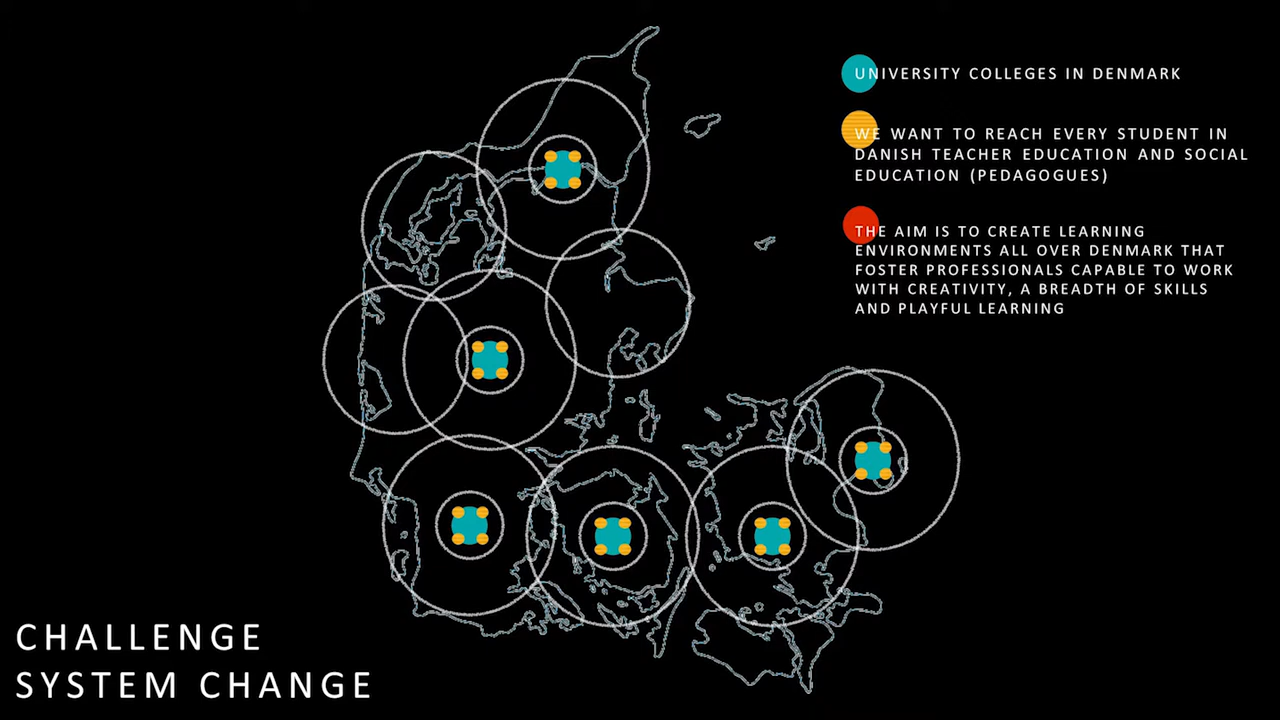 UNIVERSITY COLLEGES IN DENMARK
WE WANT TO REACH EVERY STUDENT IN
DANISH TEACHER EDUCATION AND SOCIAL
EDUCATION (PEDAGOGUES)
THE AIM IS TO CREATE LEARNING
ENVIRONMENTS ALL OVER DENMARK THAT
FOSTER PROFESSIONALS CAPABLE TO WORK
WITH CREATIVITY, A BREADTH OF SKILLS
AND PLAYFUL LEARNING
CHALLENGE
SYSTEM CHANGE